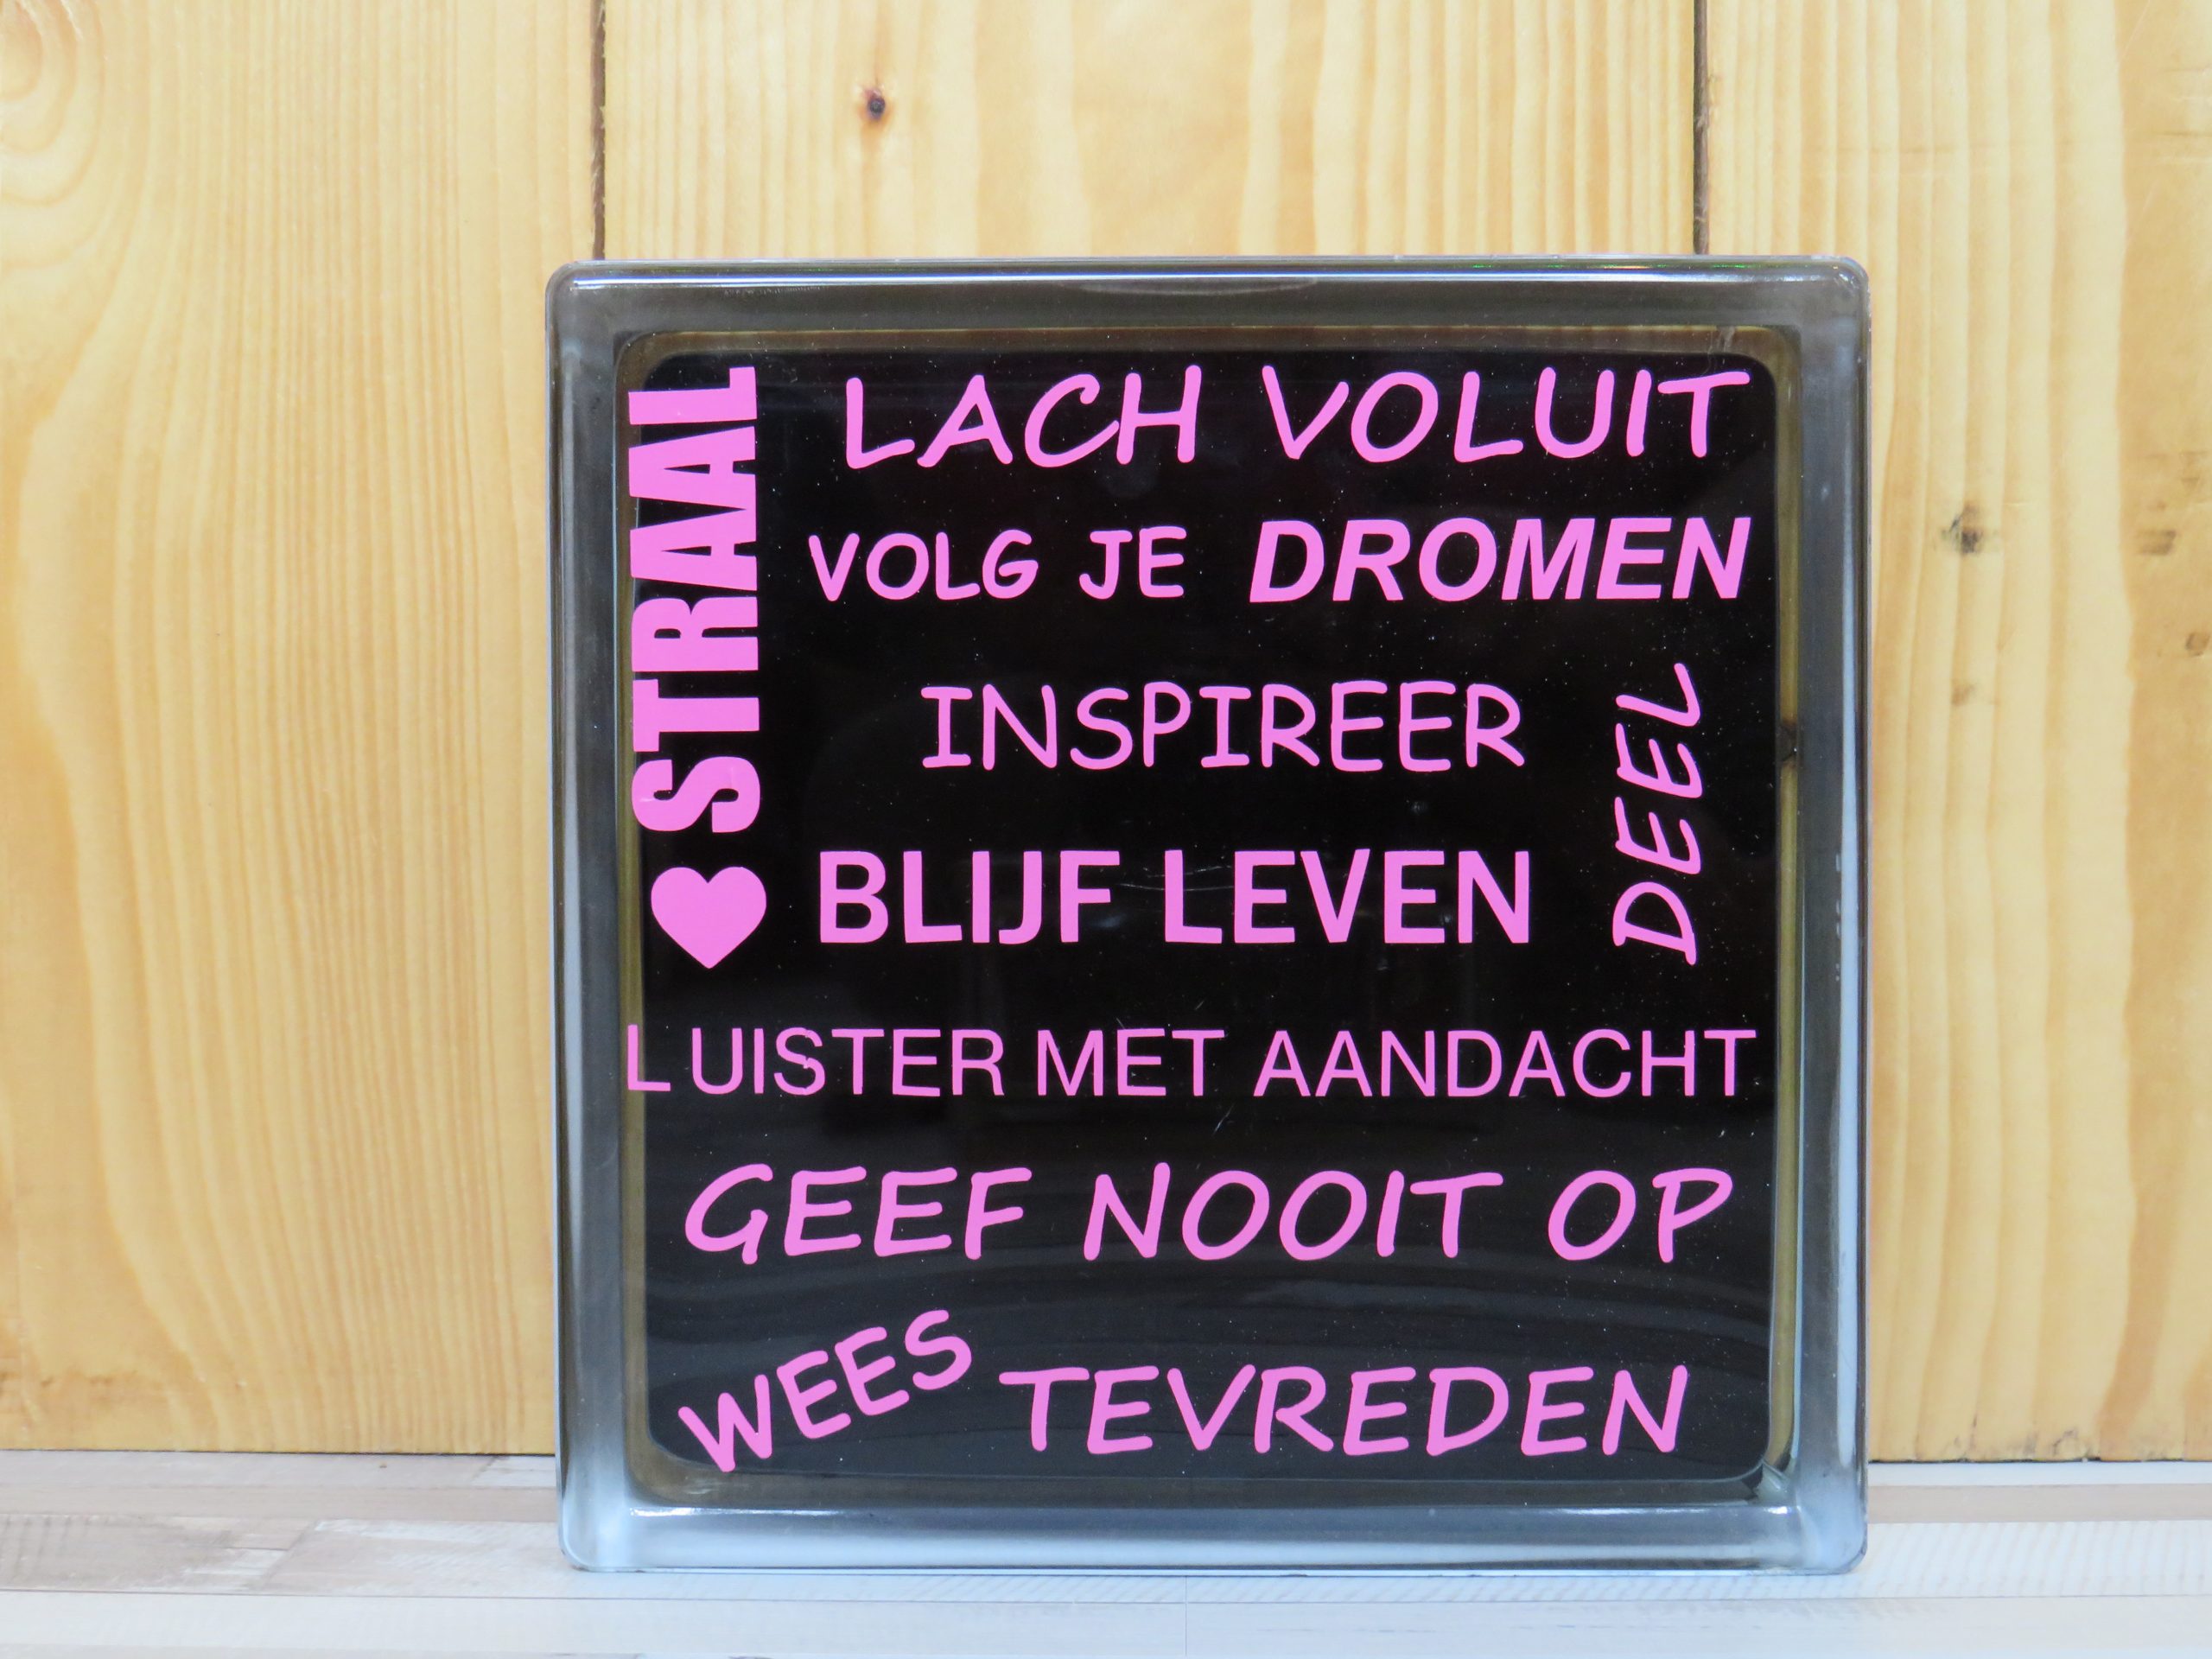 STRAAL
LACH VOLUIT
VOLG JE DROMEN
INSPIREER
DEEL
BLIJF LEVEN
LUISTER MET AANDACHT
GEEF NOOIT OP
WEES TEVREDEN